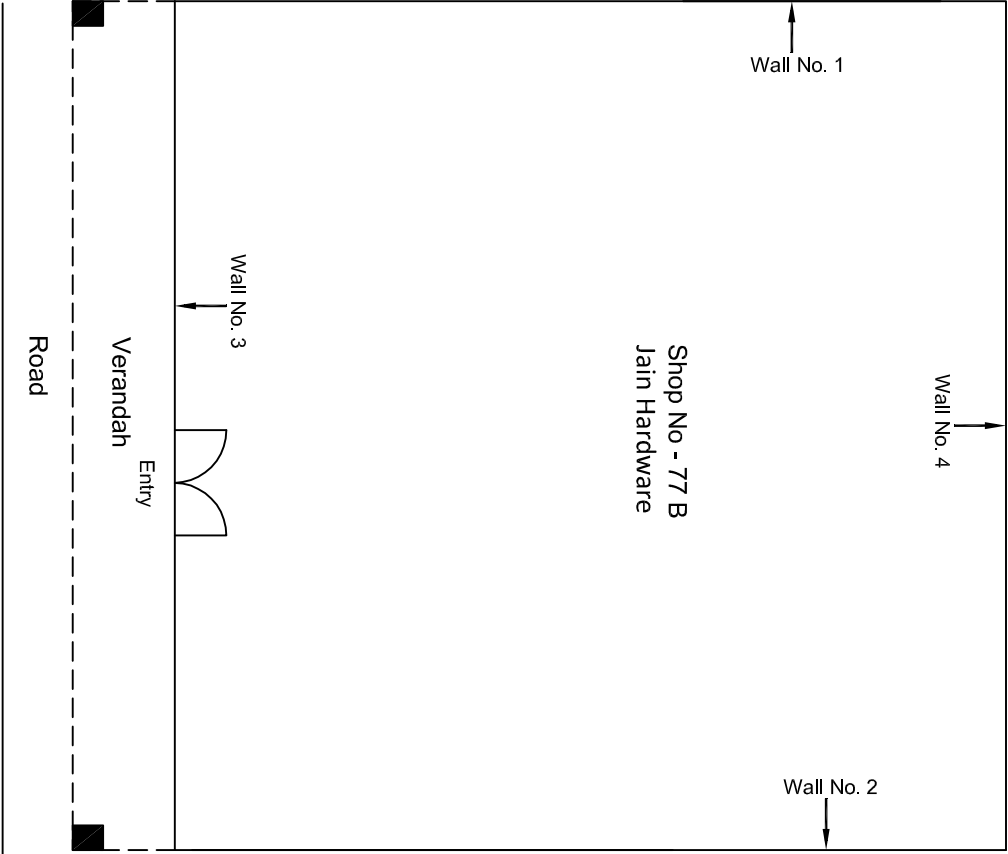 Wall No. 1
Wall No. 3
Wall No. 4
Shop No - 77 B
Jain Hardware
Verandah
Road
Entry
Wall No. 2